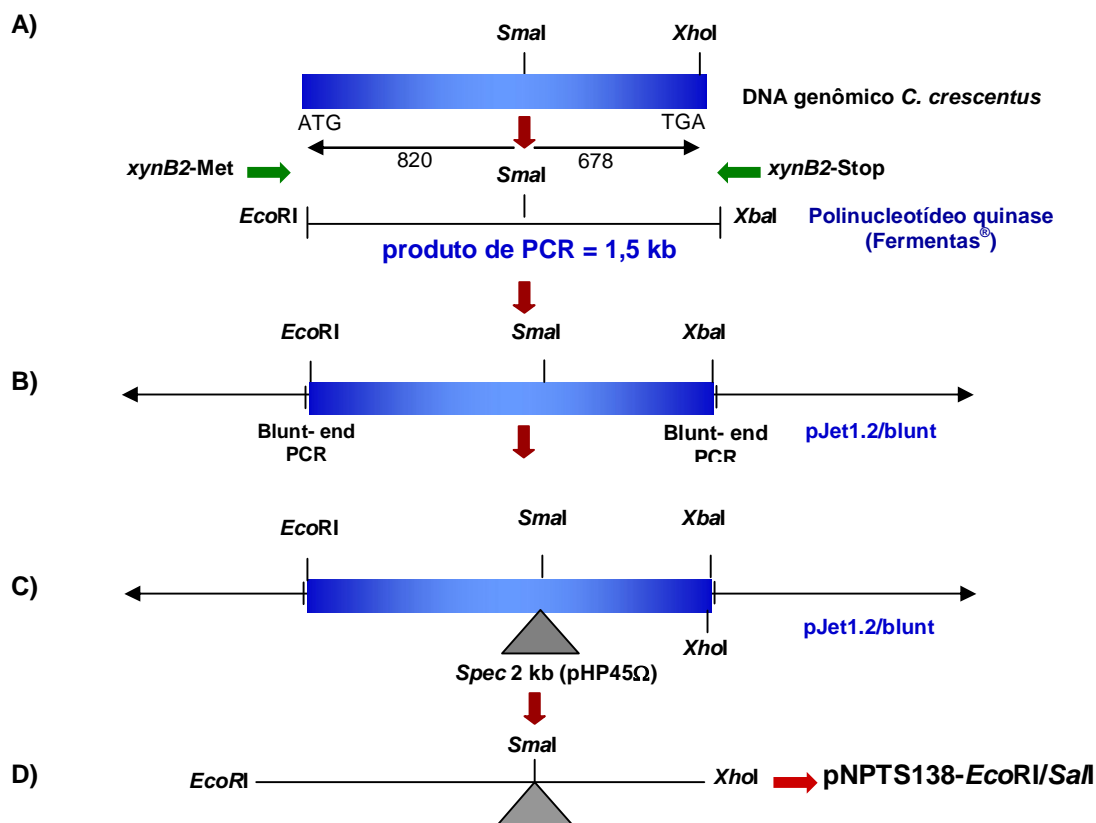 A)
SmaI
XhoI
DNA genômico C. crescentus
ATG
TGA
820
678
xynB2-Met
SmaI
xynB2-Stop
EcoRI
XbaI
Polinucleotídeo quinase
(Fermentas®)
produto de PCR = 1,5 kb
EcoRI
SmaI
XbaI
B)
Blunt- end
PCR
Blunt- end
PCR
pJet1.2/blunt
EcoRI
SmaI
XbaI
C)
pJet1.2/blunt
XhoI
Spec 2 kb (pHP45Ω)
SmaI
D)
EcoRI
XhoI
pNPTS138-EcoRI/SalI